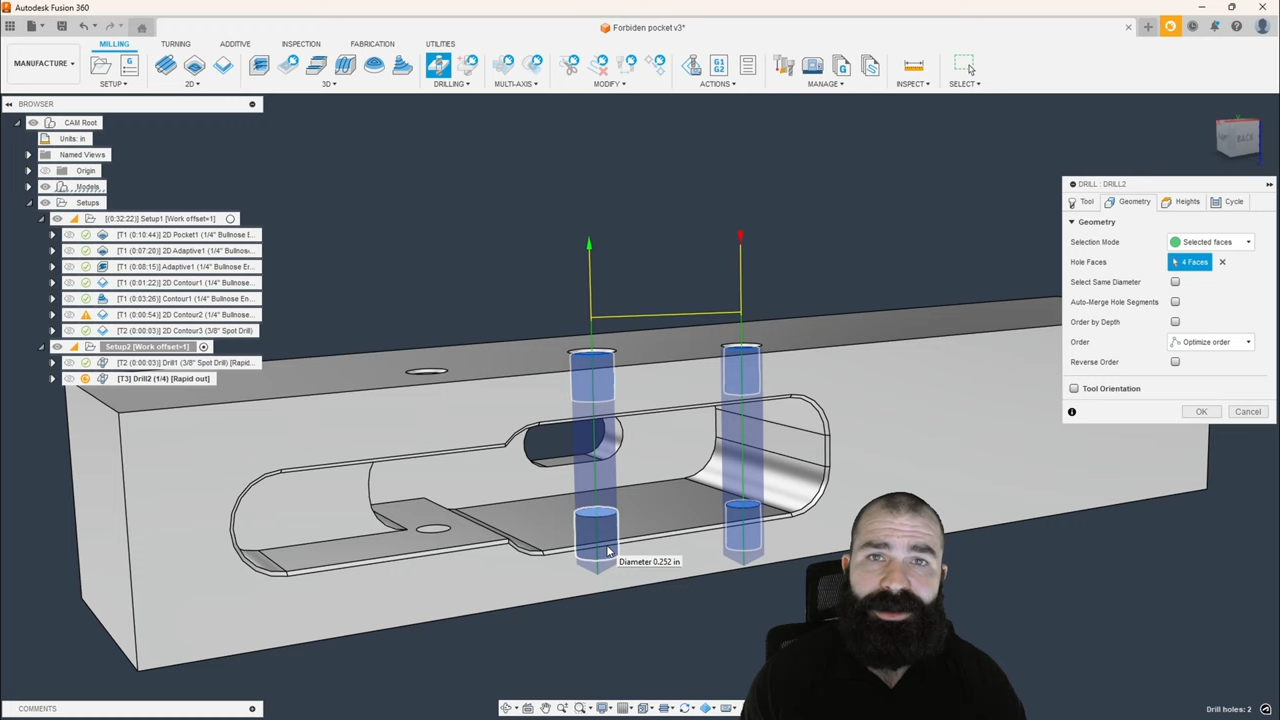 Autodesk Fusion 360
Forbiden pocket v3*
MANUFACTURE
MILLING
TURNING
ADDITIVE
INSPECTION
FABRICATION
UTILITIES
SETUP
2D
3D
DRILLING
MULTI-AXIS
MODIFY
ACTIONS
MANAGE
INSPECT
SELECT
G1
G2
BROWSER
CAM Root
Units: in
Named Views
Origin
Models
Setups
[(0:32:22)] Setup1 [Work offset=1]
[T1 (0:10:44)] 2D Pocket1 (1/4" Bullnose E...
[T1 (0:07:20)] 2D Adaptive1 (1/4" Bullnos...
[T1 (0:08:15)] Adaptive1 (1/4" Bullnose En...
[T1 (0:01:22)] 2D Contour1 (1/4" Bullnose...
[T1 (0:03:26)] Contour1 (1/4" Bullnose En...
[T1 (0:00:54)] 2D Contour2 (1/4" Bullnose...
[T2 (0:00:03)] 2D Contour3 (3/8" Spot Drill)
Setup2 [Work offset=1]
[T2 (0:00:03)] Drill1 (3/8" Spot Drill) [Rapid...
[T3] Drill2 (1/4) [Rapid out]
BACK
DRILL : DRILL2
Tool
Geometry
Heights
Cycle
Geometry
Selection Mode
Selected faces
Hole Faces
4 Faces
Select Same Diameter
Auto-Merge Hole Segments
Order by Depth
Order
Optimize order
Reverse Order
Tool Orientation
OK
Cancel
Diameter 0.252 in
COMMENTS
Drill holes: 2